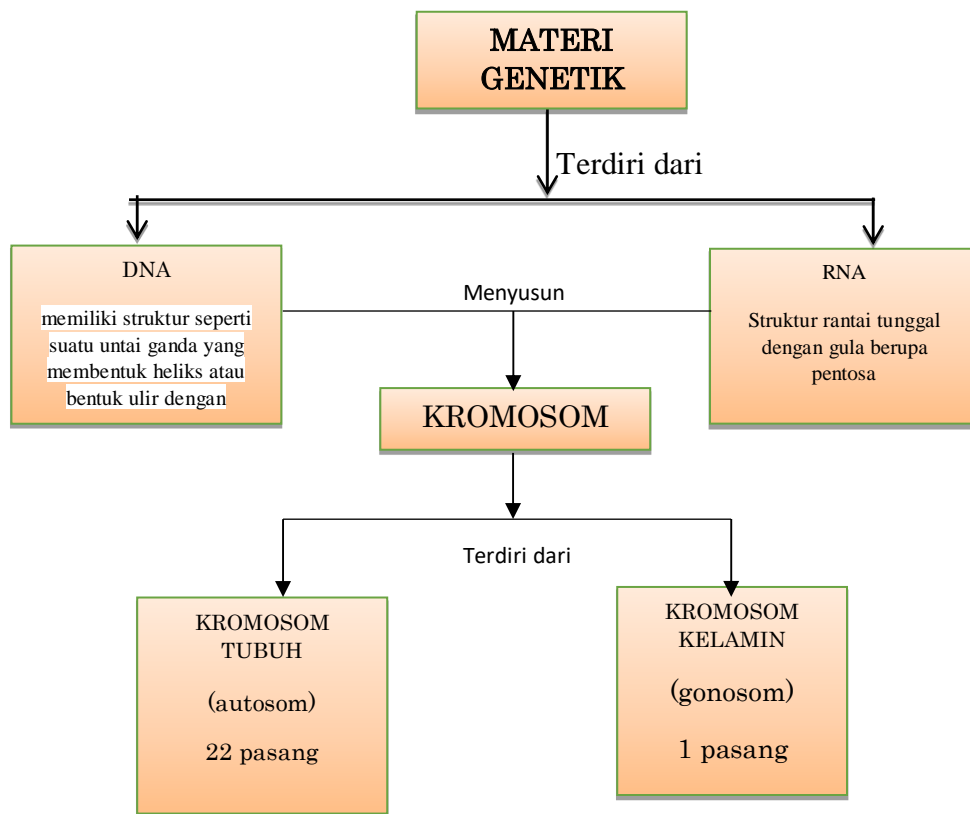 MATERI
GENETIK
Terdiri dari
DNA
memiliki struktur seperti
suatu untai ganda yang
membentuk heliks atau
bentuk ulir dengan
Menyusun
RNA
Struktur rantai tunggal
dengan gula berupa
pentosa
KROMOSOM
Terdiri dari
KROMOSOM
TUBUH
(autosom)
22 pasang
KROMOSOM
KELAMIN
(gonosom)
1 pasang